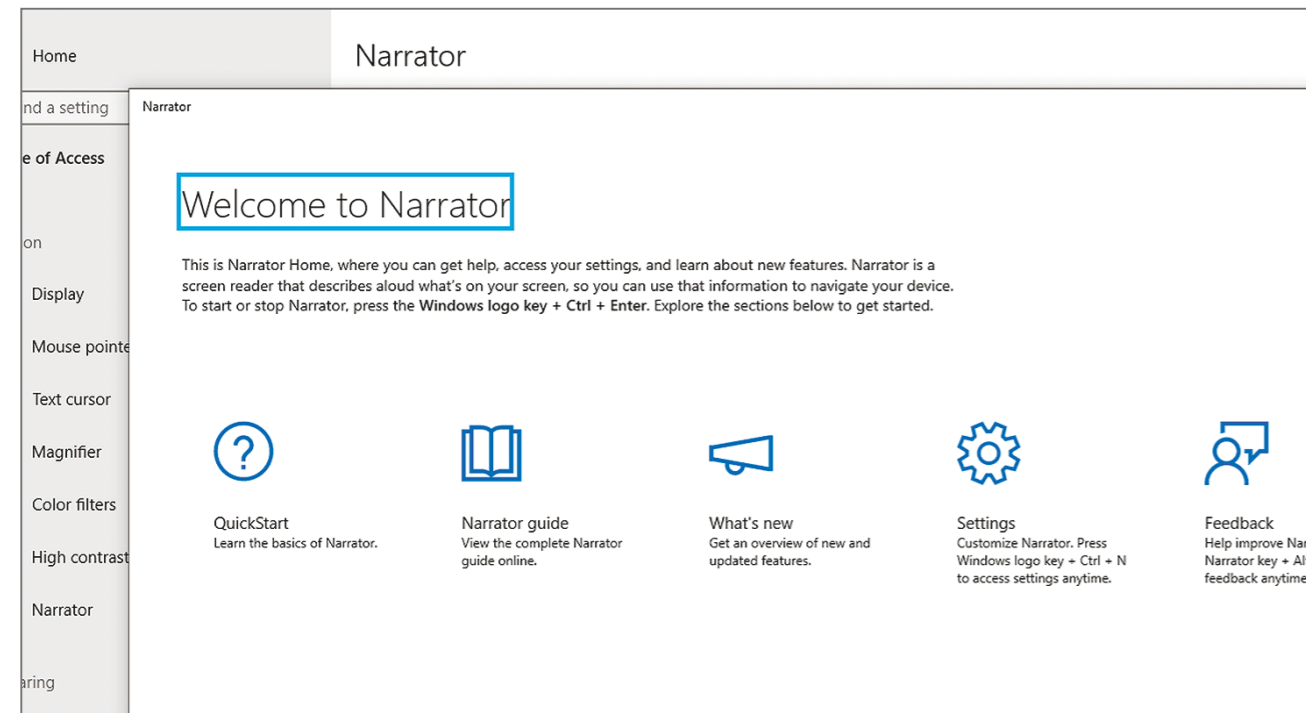 Home
Narrator
nd a setting
Narrator
e of Access
Welcome to Narrator
on
This is Narrator Home, where you can get help, access your settings, and learn about new features. Narrator is a
screen reader that describes aloud what's on your screen, so you can use that information to navigate your device.
To start or stop Narrator, press the Windows logo key + Ctrl + Enter. Explore the sections below to get started.
Display
Mouse pointe
Text cursor
Magnifier
Color filters
High contrast
Narrator
aring
QuickStart
Learn the basics of Narrator.
Narrator guide
View the complete Narrator
guide online.
What's new
Get an overview of new and
updated features.
Settings
Customize Narrator. Press
Windows logo key + Ctrl + N
to access settings anytime.
Feedback
Help improve Nar
Narrator key + Al
feedback anytime